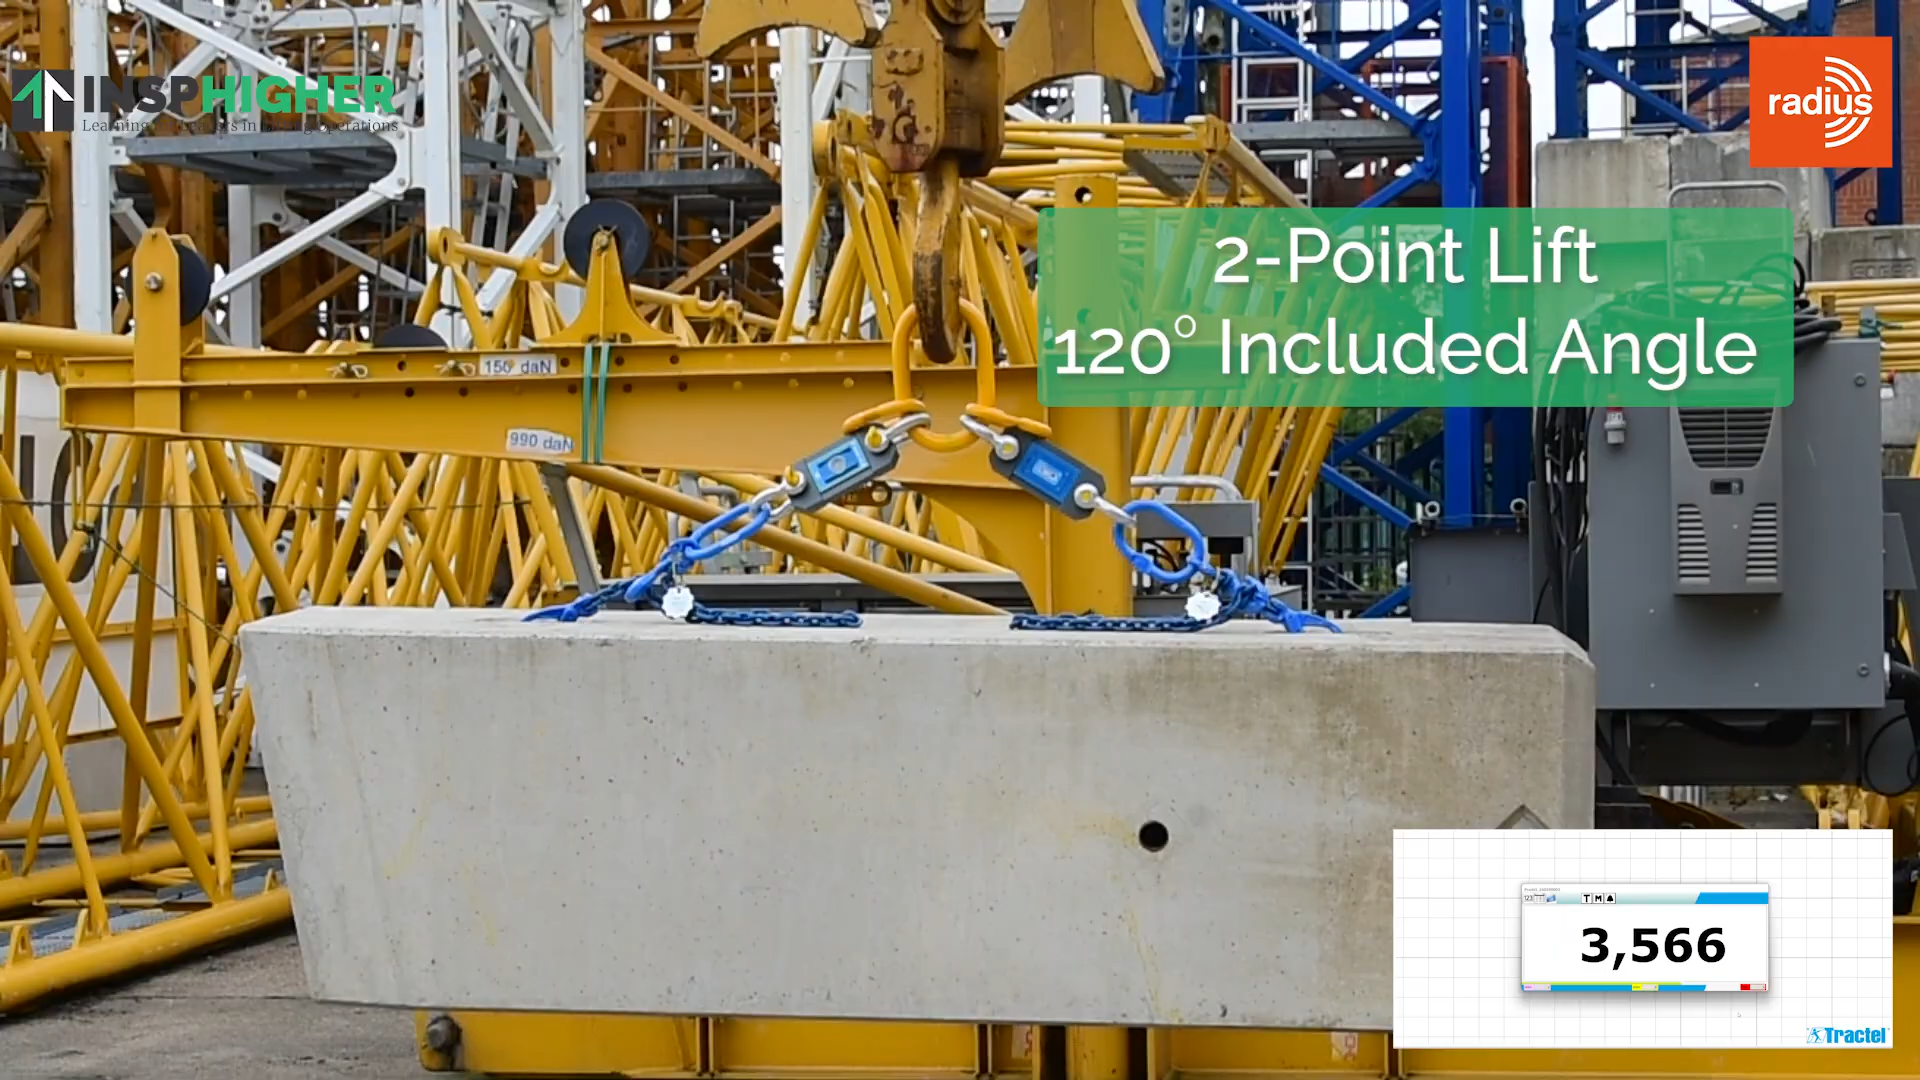 INSPHIGHER
radius
2-Point Lift
120° Included Angle
150 daN
990 daN
T M
3,566
Tractel